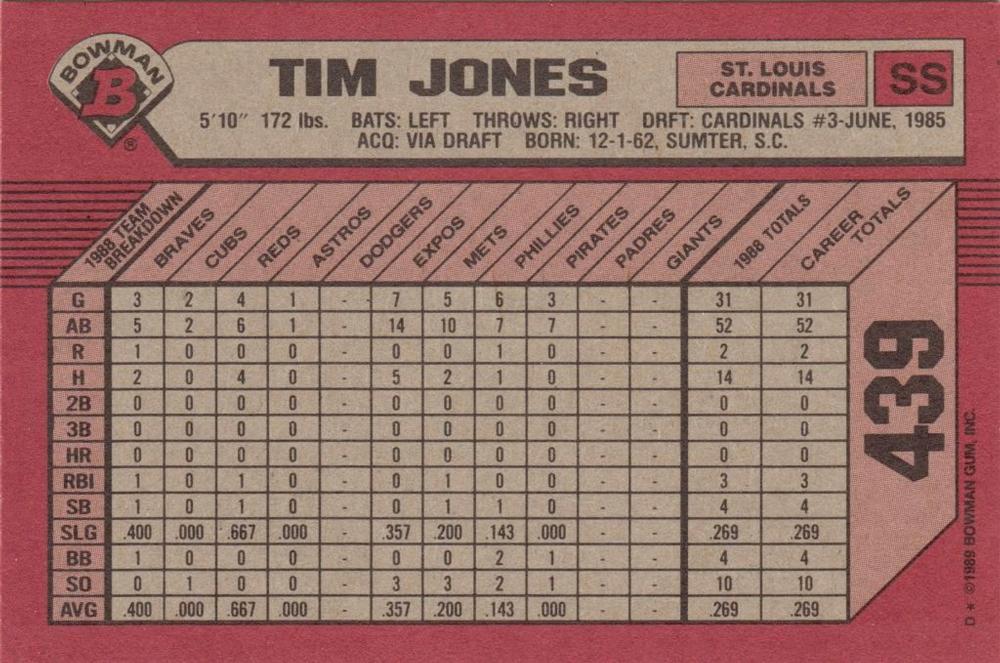 BOWMAN
B
®
TIM JONES
ST. LOUIS
CARDINALS
SS
5'10" 172 lbs. BATS: LEFT THROWS: RIGHT DRFT: CARDINALS #3-JUNE, 1985
ACQ: VIA DRAFT BORN: 12-1-62, SUMTER, S.C.
1988 TEAM BREAKDOWN BRAVES CUBS REDS ASTROS DODGERS EXPOS METS PHILLIES PIRATES PADRES GIANTS 1988 TOTALS CAREER TOTALS
G 3 2 4 1 - 7 5 6 3 - - 31 31
AB 5 2 6 1 - 14 10 7 7 - - 52 52
R 1 0 0 0 - 0 0 1 0 - - 2 2
H 2 0 4 0 - 5 2 1 0 - - 14 14
2B 0 0 0 0 - 0 0 0 0 - - 0 0
3B 0 0 0 0 - 0 0 0 0 - - 0 0
HR 0 0 0 0 - 0 0 0 0 - - 0 0
RBI 1 0 1 0 - 0 1 0 0 - - 3 3
SB 1 0 1 0 - 0 1 1 0 - - 4 4
SLG .400 .000 .667 .000 - .357 .200 .143 .000 - - .269 .269
BB 1 0 0 0 - 0 0 2 1 - - 4 4
SO 0 1 0 0 - 3 3 2 1 - - 10 10
AVG .400 .000 .667 .000 - .357 .200 .143 .000 - - .269 .269
439
D * ©1989 BOWMAN GUM, INC.